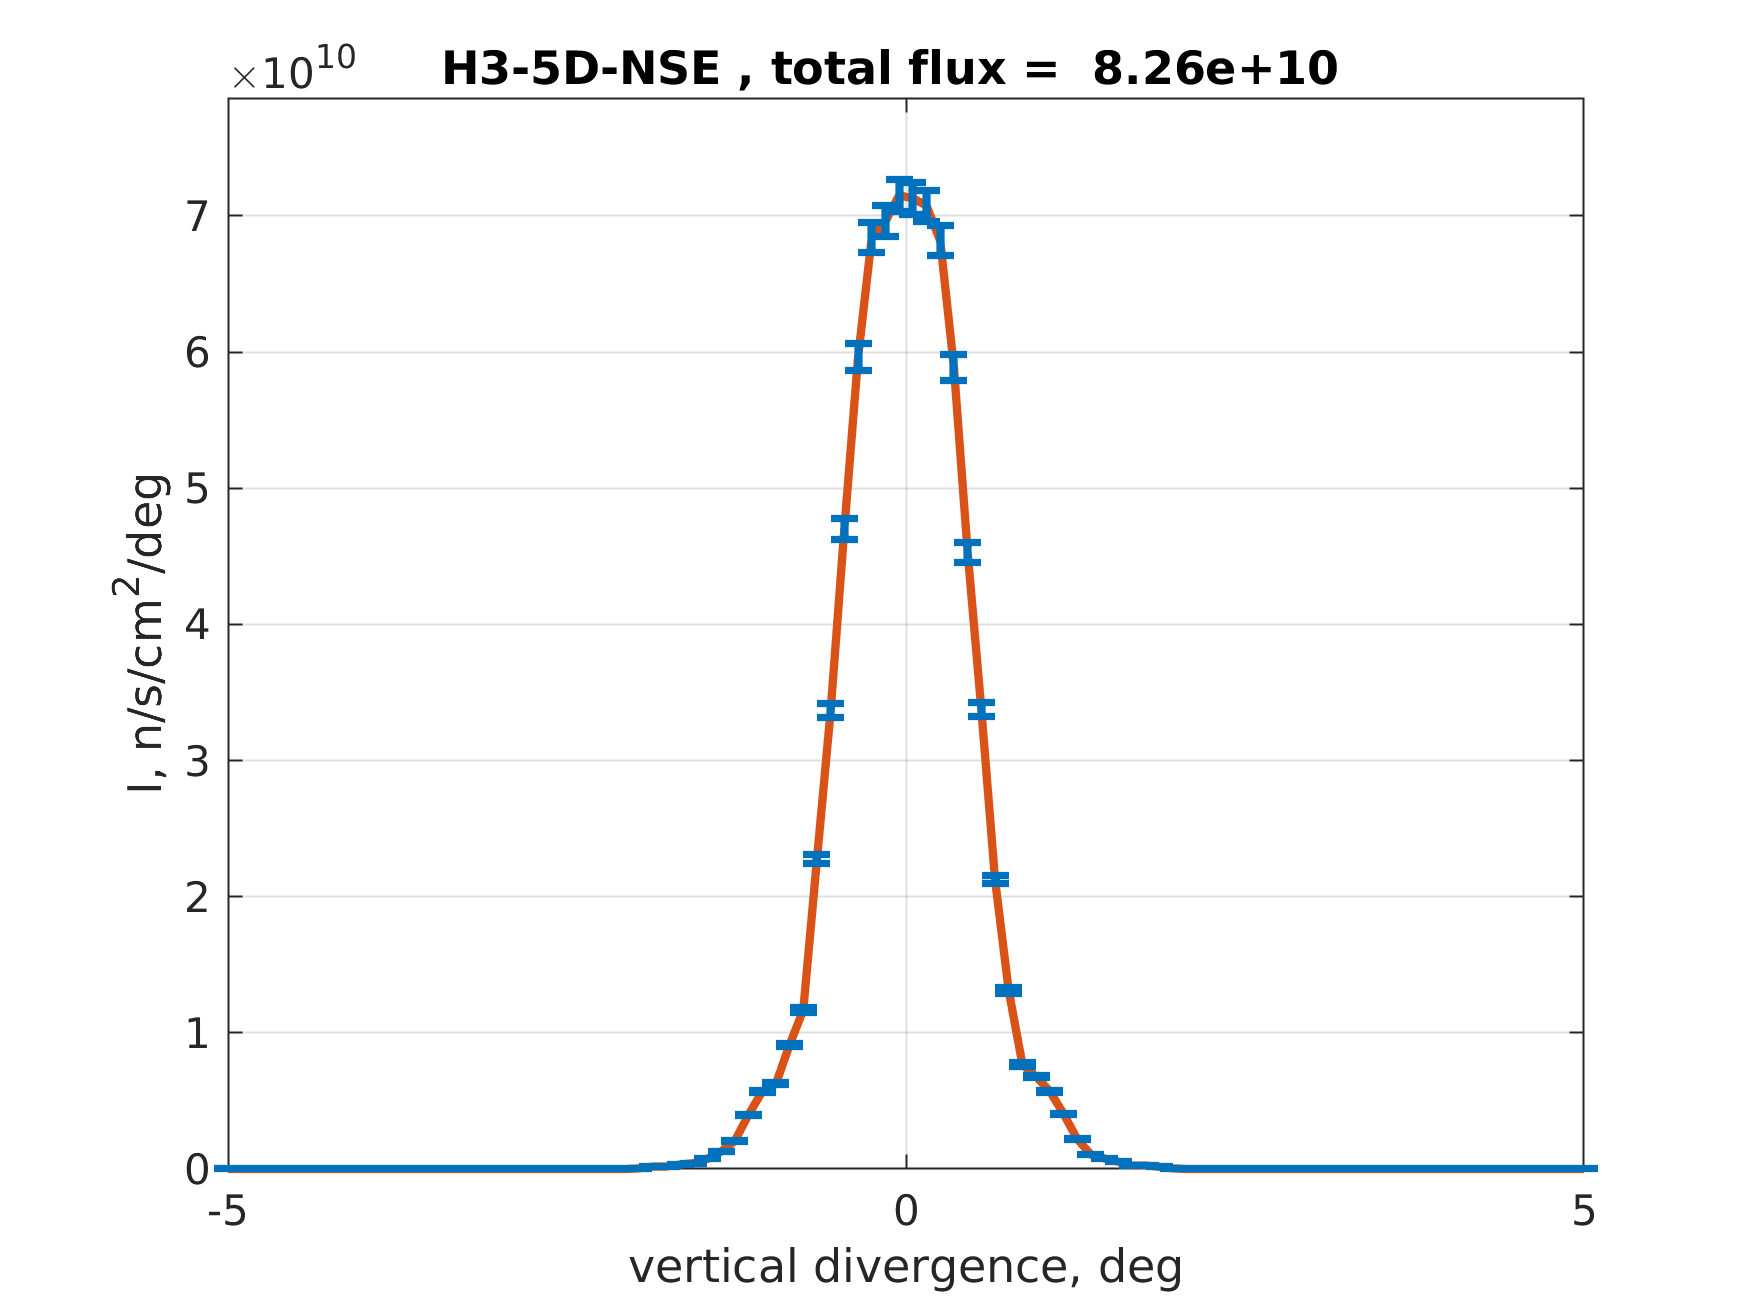 ×10^10
H3-5D-NSE , total flux = 8.26e+10
I, n/s/cm^2/deg
7
6
5
4
3
2
1
0
-5 0 5
vertical divergence, deg